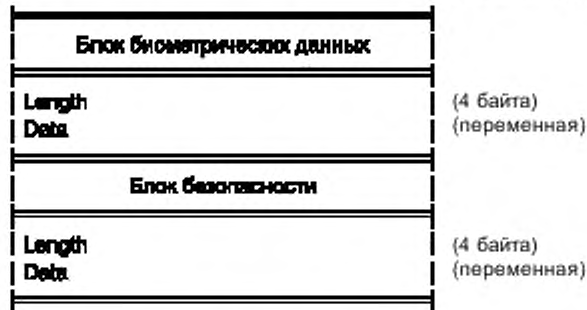 Блок биометрических данных
Length (4 байта)
Data (переменная)
Блок безопасности
Length (4 байта)
Data (переменная)